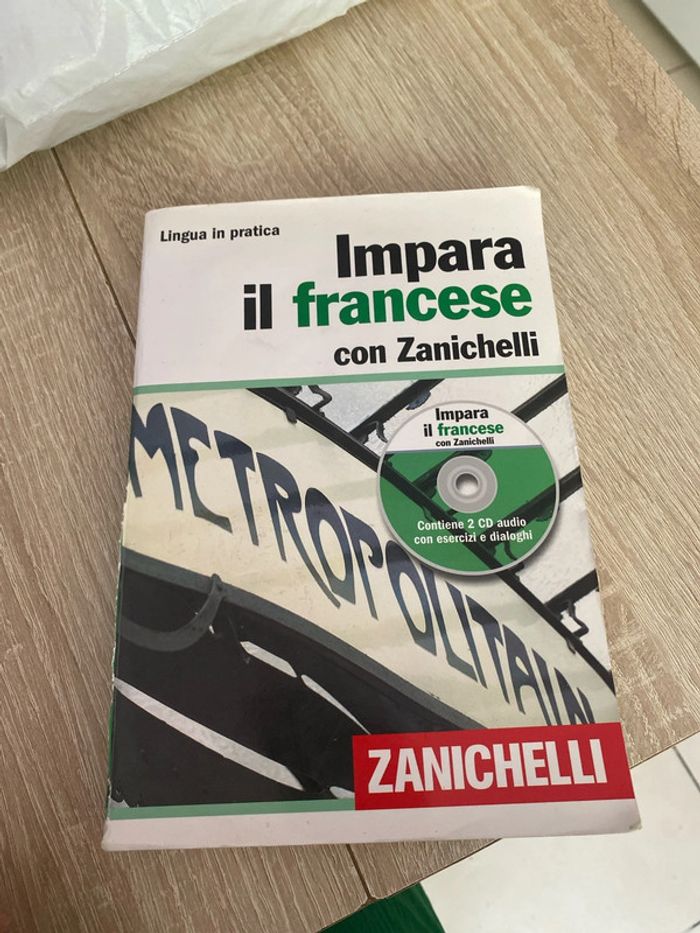 Lingua in pratica
Impara
il francese
con Zanichelli
Impara
il francese
con Zanichelli
Contiene 2 CD audio
con esercizi e dialoghi
METROPOLITAIN
ZANICHELLI